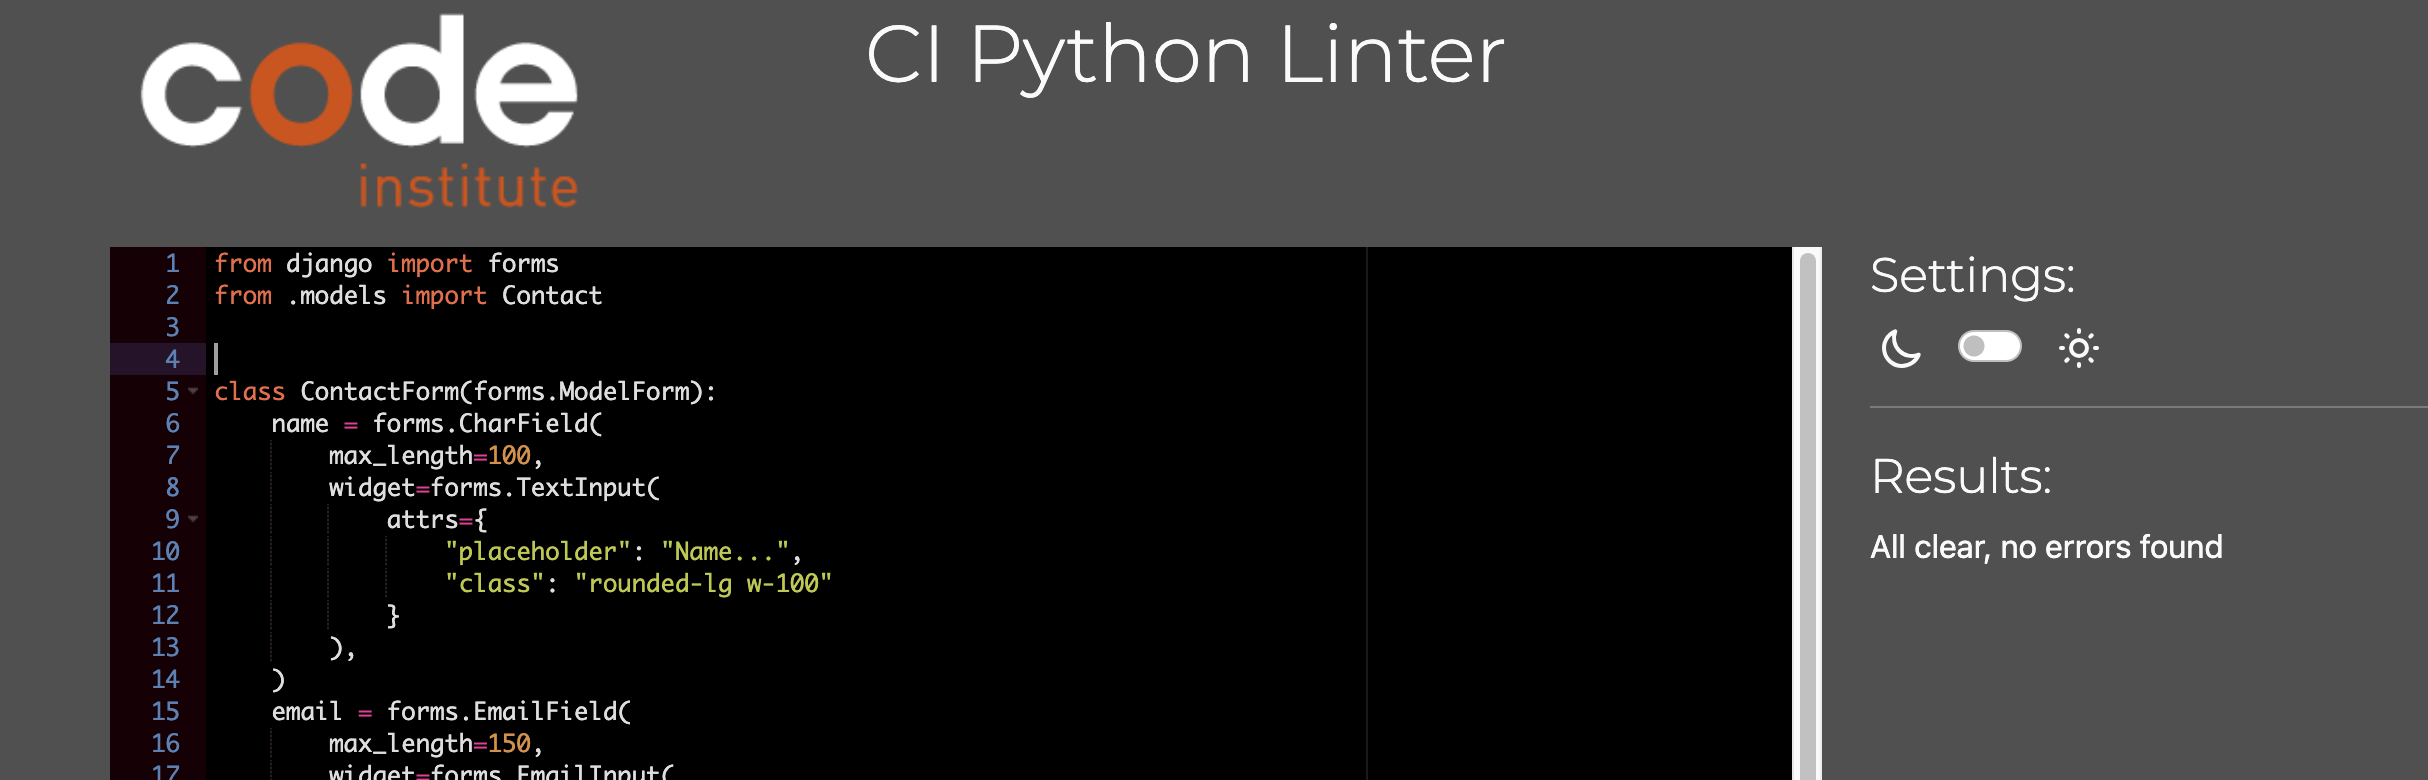 code
institute
CI Python Linter
1 from django import forms
2 from .models import Contact
3
4
5 class ContactForm(forms.ModelForm):
6     name = forms.CharField(
7         max_length=100,
8         widget=forms.TextInput(
9             attrs={
10                 "placeholder": "Name...",
11                 "class": "rounded-lg w-100"
12             }
13         ),
14     )
15     email = forms.EmailField(
16         max_length=150,
17         widget=forms.EmailInput(
Settings:
Results:
All clear, no errors found